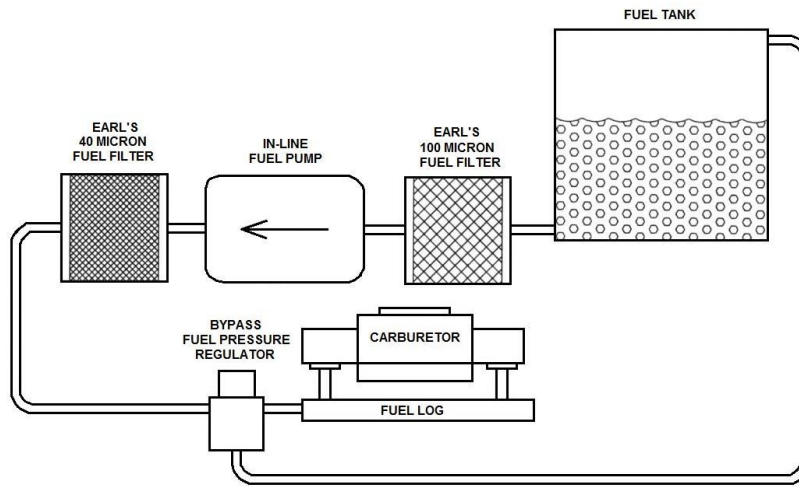 FUEL TANK
EARL'S
40 MICRON
FUEL FILTER
IN-LINE
FUEL PUMP
EARL'S
100 MICRON
FUEL FILTER
BYPASS
FUEL PRESSURE
REGULATOR
CARBURETOR
FUEL LOG